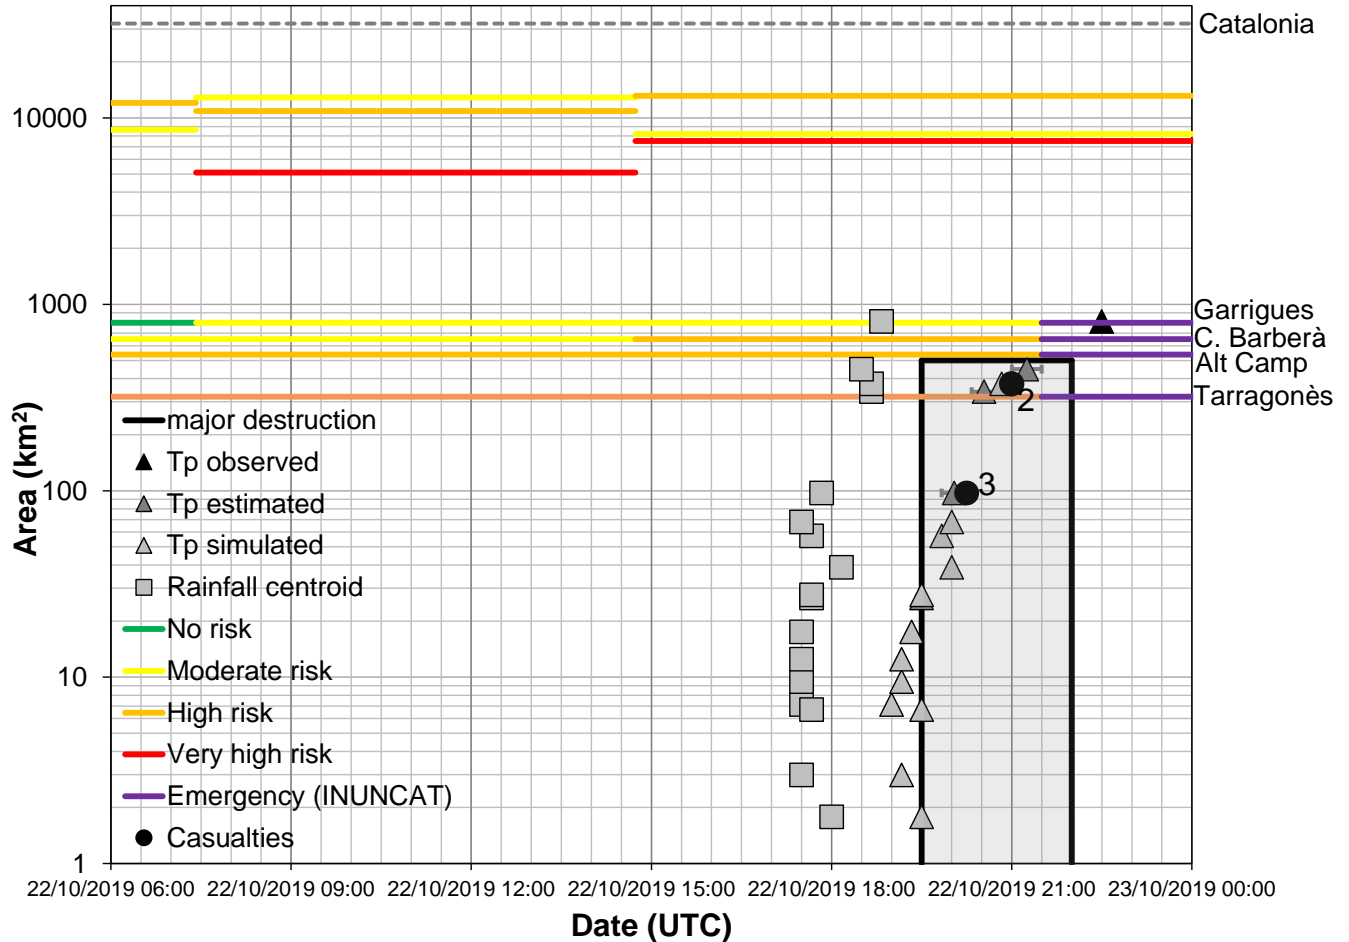 Catalonia
10000
1000
100
10
1
Area (km²)
Garrigues
C. Barberà
Alt Camp
Tarragonès
2
3
major destruction
Tp observed
Tp estimated
Tp simulated
Rainfall centroid
No risk
Moderate risk
High risk
Very high risk
Emergency (INUNCAT)
Casualties
22/10/2019 06:00 22/10/2019 09:00 22/10/2019 12:00 22/10/2019 15:00 22/10/2019 18:00 22/10/2019 21:00 23/10/2019 00:00
Date (UTC)